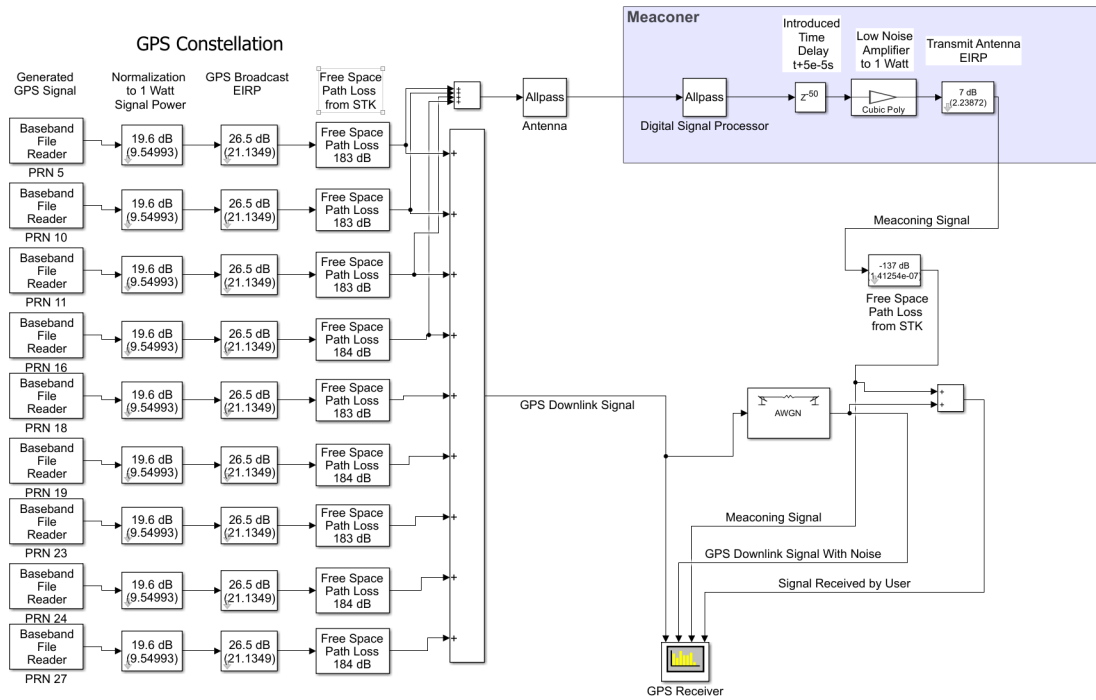 GPS Constellation
Generated
GPS Signal
Normalization
to 1 Watt
Signal Power
GPS Broadcast
EIRP
Free Space
Path Loss
from STK
Baseband
File
Reader
PRN 5
19.6 dB
(9.54993)
26.5 dB
(21.1349)
Free Space
Path Loss
183 dB
+
Baseband
File
Reader
PRN 10
19.6 dB
(9.54993)
26.5 dB
(21.1349)
Free Space
Path Loss
183 dB
+
Baseband
File
Reader
PRN 11
19.6 dB
(9.54993)
26.5 dB
(21.1349)
Free Space
Path Loss
183 dB
+
Baseband
File
Reader
PRN 16
19.6 dB
(9.54993)
26.5 dB
(21.1349)
Free Space
Path Loss
184 dB
+
Baseband
File
Reader
PRN 18
19.6 dB
(9.54993)
26.5 dB
(21.1349)
Free Space
Path Loss
183 dB
+
Baseband
File
Reader
PRN 19
19.6 dB
(9.54993)
26.5 dB
(21.1349)
Free Space
Path Loss
184 dB
+
Baseband
File
Reader
PRN 23
19.6 dB
(9.54993)
26.5 dB
(21.1349)
Free Space
Path Loss
183 dB
+
Baseband
File
Reader
PRN 24
19.6 dB
(9.54993)
26.5 dB
(21.1349)
Free Space
Path Loss
184 dB
+
Baseband
File
Reader
PRN 27
19.6 dB
(9.54993)
26.5 dB
(21.1349)
Free Space
Path Loss
184 dB
+
+
+
+
+
Allpass
Antenna
Meaconer
Allpass
Digital Signal Processor
Introduced
Time
Delay
t+5e-5s
Z-50
Low Noise
Amplifier
to 1 Watt
Cubic Poly
Transmit Antenna
EIRP
7 dB
(2.23872)
Meaconing Signal
-137 dB
(1.41254e-07)
Free Space
Path Loss
from STK
GPS Downlink Signal
AWGN
+
+
Meaconing Signal
GPS Downlink Signal With Noise
Signal Received by User
GPS Receiver